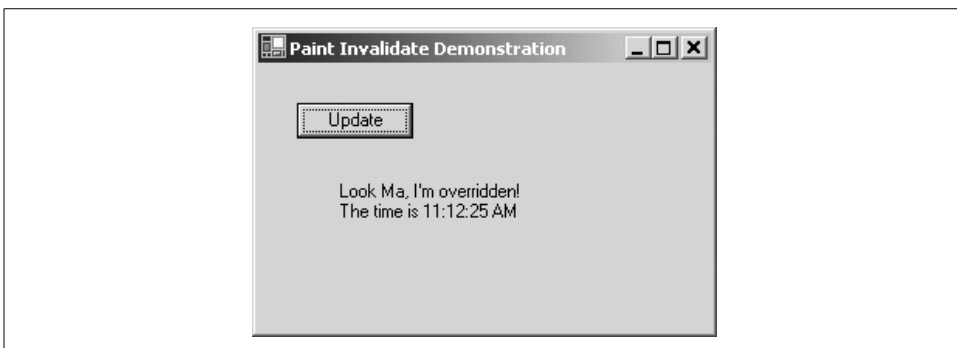 Paint Invalidate Demonstration
Update
Look Ma, I'm overridden!
The time is 11:12:25 AM